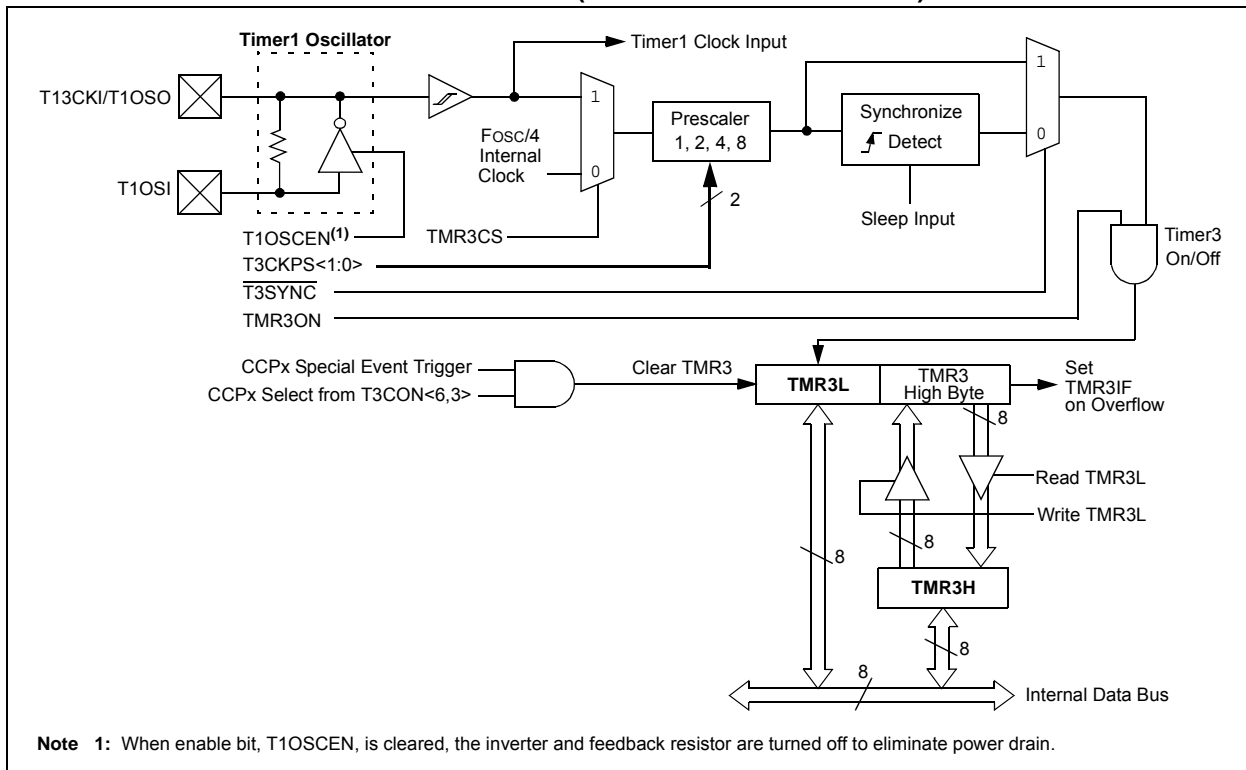 Timer1 Oscillator
Timer1 Clock Input
T13CKI/T1OSO
1
1
Prescaler
1, 2, 4, 8
Synchronize
Detect
FOSC/4
Internal
Clock
0
0
T1OSI
2
Sleep Input
T1OSCEN(1)
TMR3CS
Timer3
On/Off
T3CKPS<1:0>
T3SYNC
TMR3ON
CCPx Special Event Trigger
CCPx Select from T3CON<6,3>
Clear TMR3
TMR3L
TMR3
High Byte
Set
TMR3IF
on Overflow
8
Read TMR3L
Write TMR3L
8
8
TMR3H
8
8
Internal Data Bus
Note 1: When enable bit, T1OSCEN, is cleared, the inverter and feedback resistor are turned off to eliminate power drain.